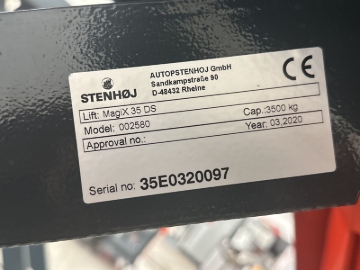 STENHØJ
AUTOPSTENHOJ GmbH
Sandkampstraße 90
D-48432 Rheine
CE
Lift: MagiX 35 DS
Cap.:3500 kg
Model: 002580
Year: 03,2020
Approval no.:
Serial no: 35E0320097